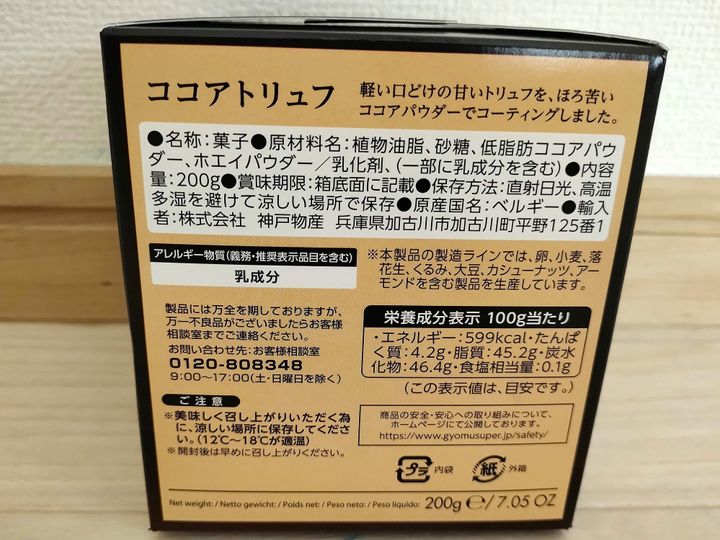 ココアトリュフ
軽い口どけの甘いトリュフを、ほろ苦い
ココアパウダーでコーティングしました。
●名称：菓子●原材料名：植物油脂、砂糖、低脂肪ココアパウ
ダー、ホエイパウダー／乳化剤、（一部に乳成分を含む）●内容
量：200g●賞味期限：箱底面に記載●保存方法：直射日光、高温
多湿を避けて涼しい場所で保存●原産国名：ベルギー●輸入
者：株式会社 神戸物産 兵庫県加古川市加古川町平野125番1
アレルギー物質（義務・推奨表示品目を含む）
乳成分
※本製品の製造ラインでは、卵、小麦、落
花生、くるみ、大豆、カシューナッツ、アー
モンドを含む製品を生産しています。
製品には万全を期しておりますが、
万一不良品がございましたらお客様
相談室までご連絡ください。
お問い合わせ先：お客様相談室
0120-808348
9:00～17:00（土・日曜日を除く）
ご注意
※美味しく召し上がりいただく為
に、涼しい場所に保存してくださ
い。（12℃～18℃が適温）
※開封後は早めに召し上がりください。
栄養成分表示 100g当たり
・エネルギー：599kcal・たんぱ
く質：4.2g・脂質：45.2g・炭水
化物：46.4g・食塩相当量：0.1g
（この表示値は、目安です。）
商品の安全・安心への取り組みについて、
ホームページにて公開しております。
https://www.gyomusuper.jp/safety/
プラ 内袋
紙 外箱
Net weight: / Netto gewicht: / Poids net: / Peso neto: / Peso líquido: 200g ℮ / 7.05 OZ